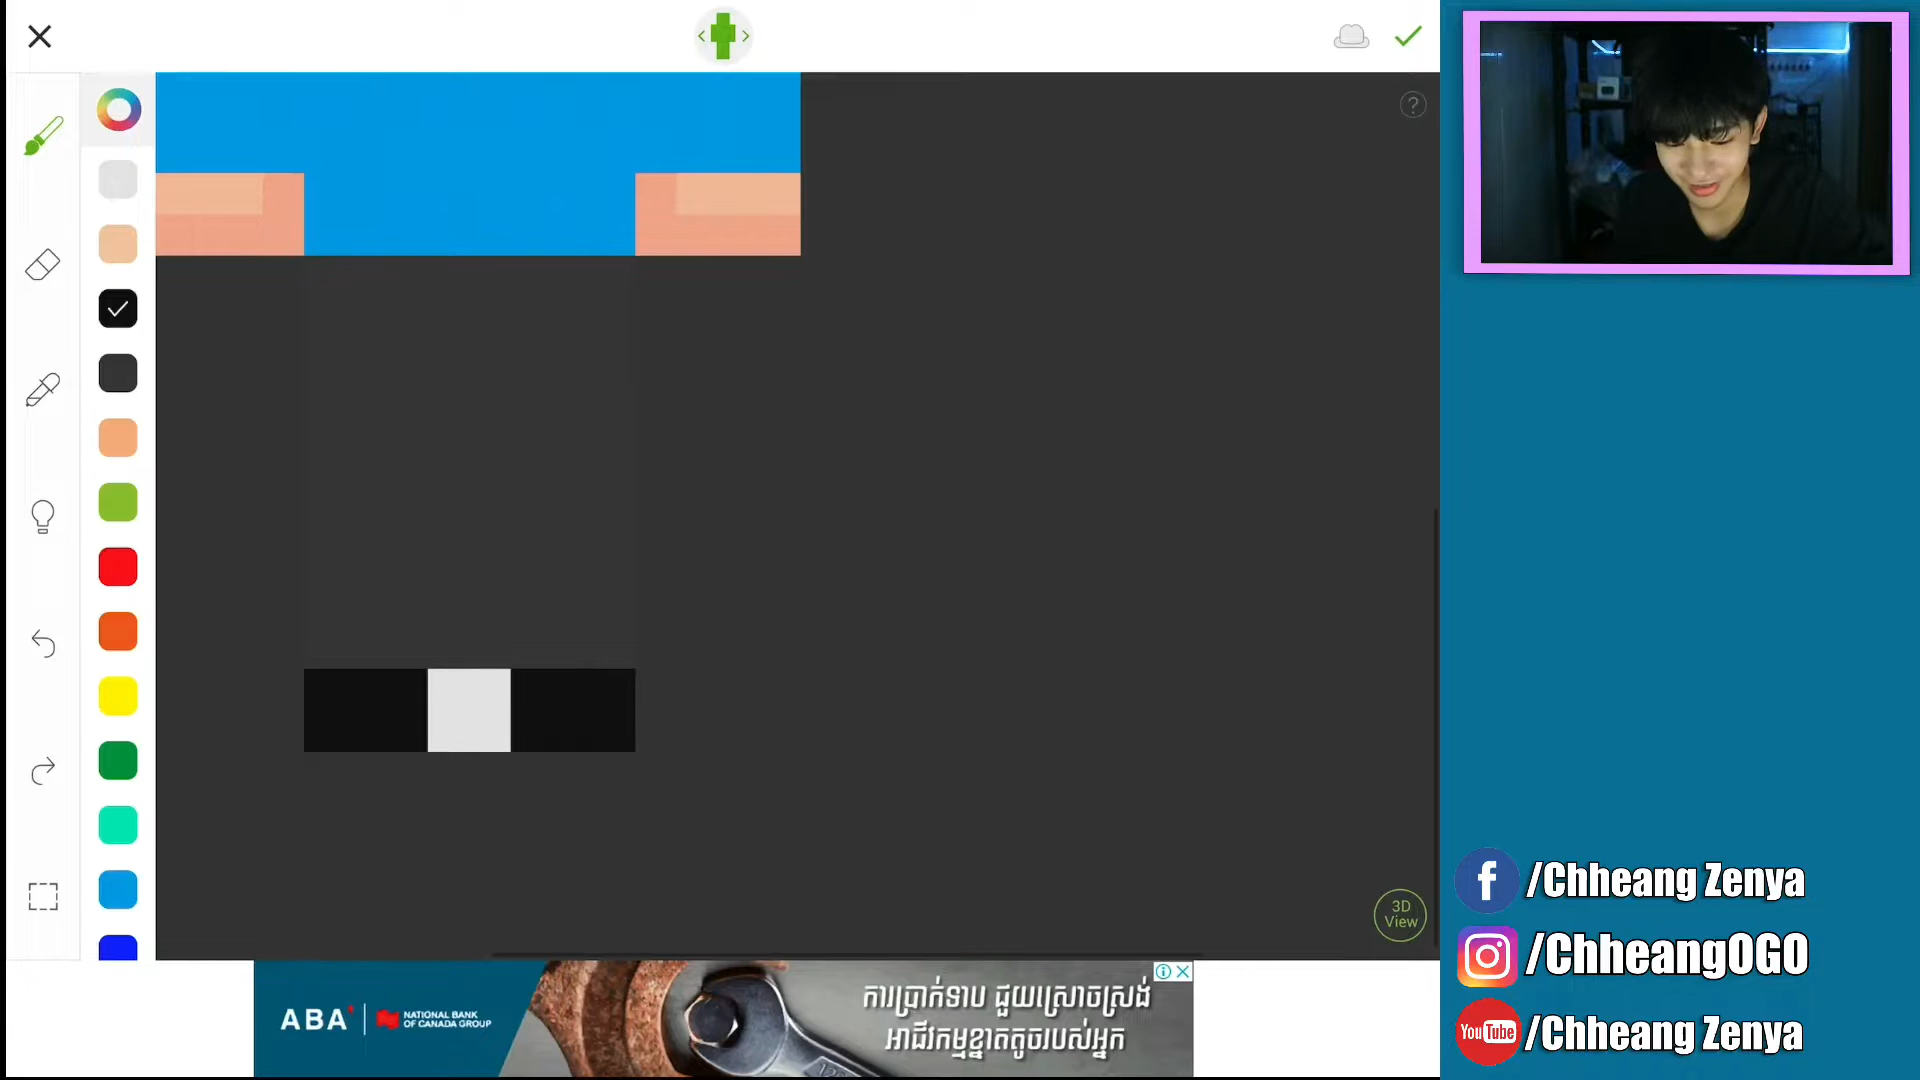 ?
3D
View
ABA
NATIONAL BANK
OF CANADA GROUP
ការប្រាក់ទាប ជួយស្រោចស្រង់
អាជីវកម្មខ្នាតតូចរបស់អ្នក
/Chheang Zenya
/ChheangOGO
YouTube
/Chheang Zenya